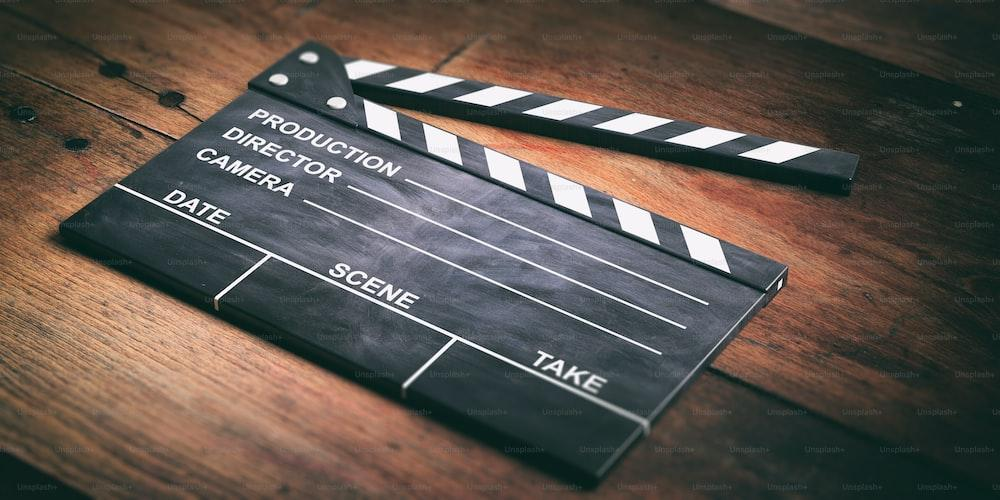 PRODUCTION
DIRECTOR
CAMERA
DATE
SCENE
TAKE
Unsplash+